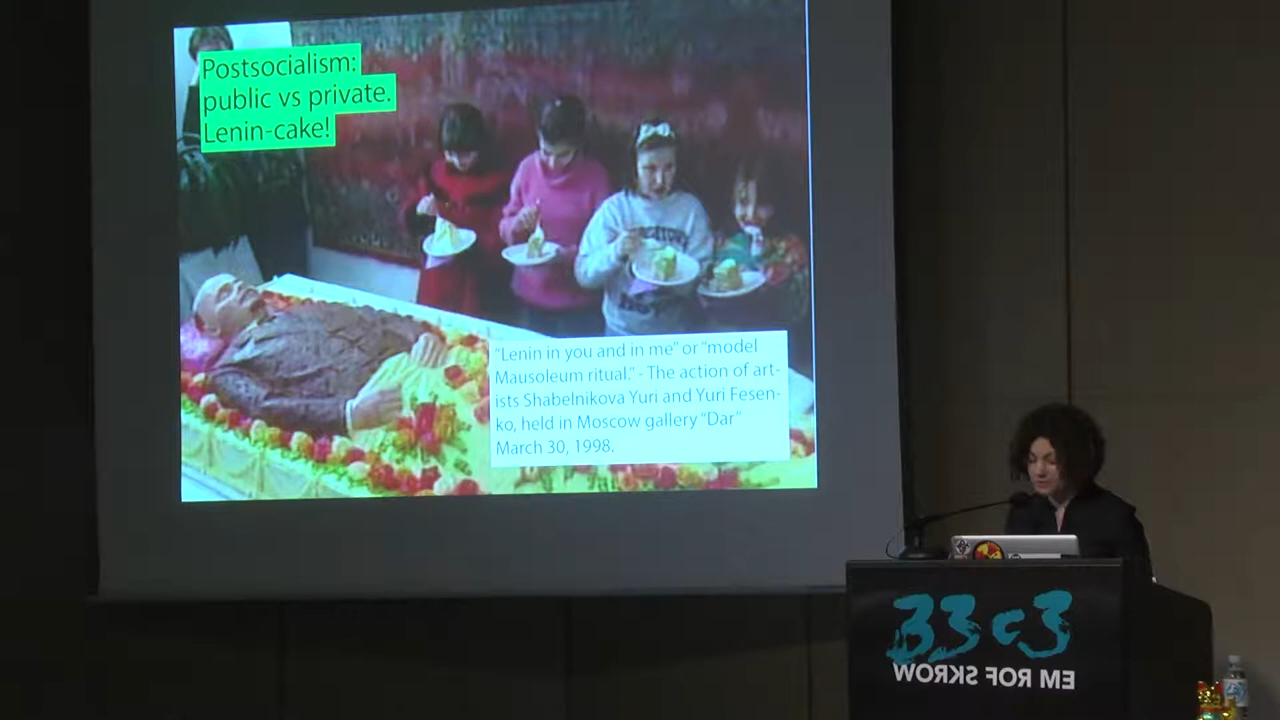 Postsocialism:
public vs private.
Lenin-cake!
"Lenin in you and in me" or "model
Mausoleum ritual." - The action of art-
ists Shabelnikova Yuri and Yuri Fesen-
ko, held in Moscow gallery "Dar"
March 30, 1998.
33c3
WORKS FOR ME